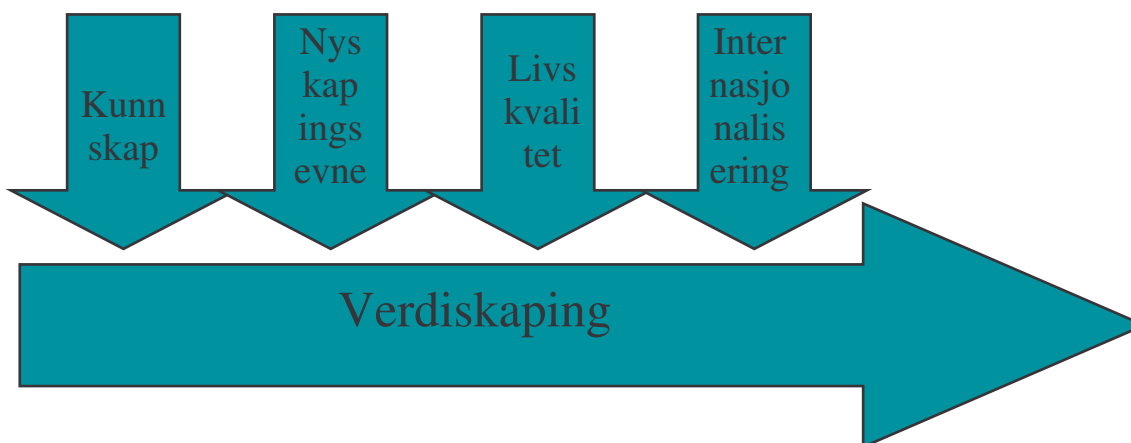 Kunn
skap
Nys
kap
ings
evne
Livs
kvali
tet
Inter
nasjo
nalis
ering
Verdiskaping